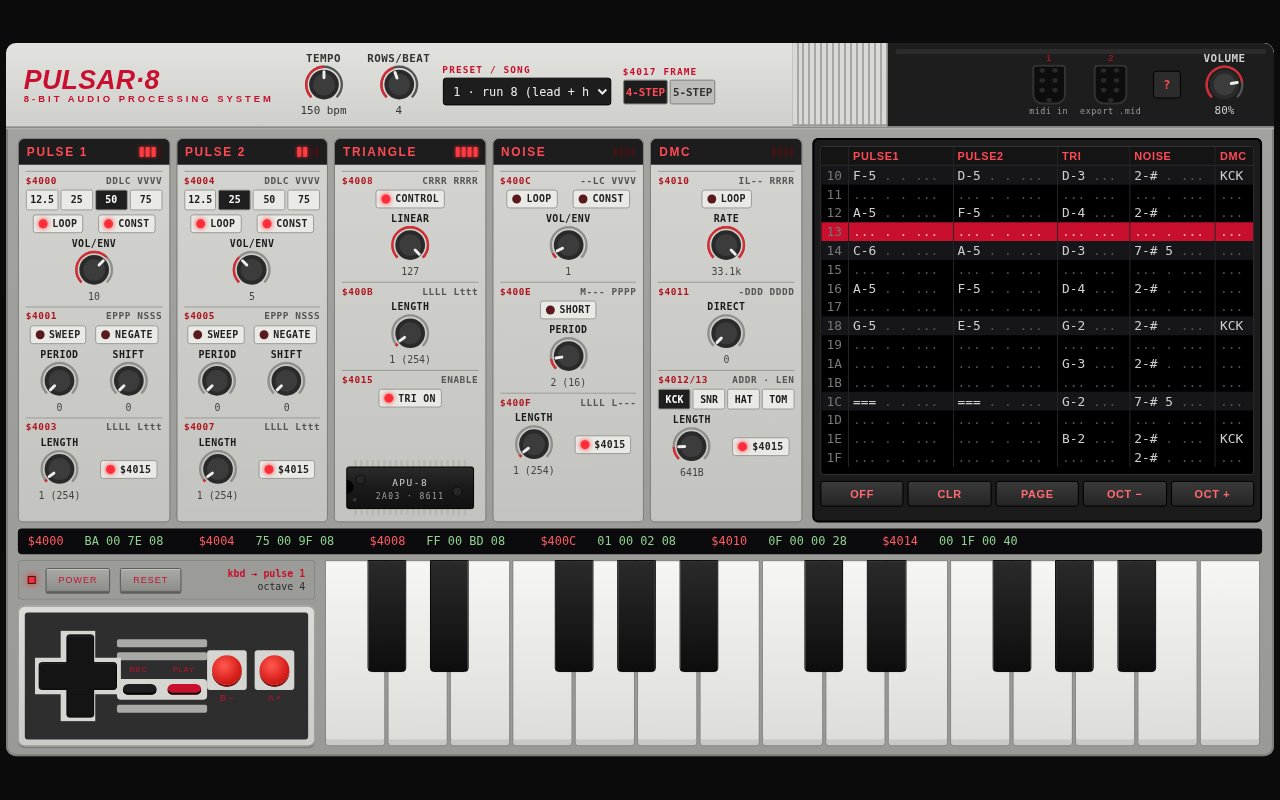 PULSAR·8
8-BIT AUDIO PROCESSING SYSTEM
TEMPO
150 bpm
ROWS/BEAT
4
PRESET / SONG
1 · run 8 (lead + h
$4017 FRAME
4-STEP 5-STEP
1 2
midi in export .mid
?
VOLUME
80%
PULSE 1
$4000 DDLC VVVV
12.5 25 50 75
LOOP CONST
VOL/ENV
10
$4001 EPPP NSSS
SWEEP NEGATE
PERIOD SHIFT
0 0
$4003 LLLL Lttt
LENGTH
$4015
1 (254)
PULSE 2
$4004 DDLC VVVV
12.5 25 50 75
LOOP CONST
VOL/ENV
5
$4005 EPPP NSSS
SWEEP NEGATE
PERIOD SHIFT
0 0
$4007 LLLL Lttt
LENGTH
$4015
1 (254)
TRIANGLE
$4008 CRRR RRRR
CONTROL
LINEAR
127
$400B LLLL Lttt
LENGTH
1 (254)
$4015 ENABLE
TRI ON
APU-8
2A03 · 8611
NOISE
$400C --LC VVVV
LOOP CONST
VOL/ENV
1
$400E M--- PPPP
SHORT
PERIOD
2 (16)
$400F LLLL L---
LENGTH
$4015
1 (254)
DMC
$4010 IL-- RRRR
LOOP
RATE
33.1k
$4011 -DDD DDDD
DIRECT
0
$4012/13 ADDR · LEN
KCK SNR HAT TOM
LENGTH
$4015
641B
PULSE1 PULSE2 TRI NOISE DMC
10 F-5 . . ... D-5 . . ... D-3 ... 2-# . ... KCK
11 ... . . ... ... . . ... ... ... ... . ... ...
12 A-5 . . ... F-5 . . ... D-4 ... 2-# . ... ...
13 ... . . ... ... . . ... ... ... ... . ... ...
14 C-6 . . ... A-5 . . ... D-3 ... 7-# 5 ... ...
15 ... . . ... ... . . ... ... ... ... . ... ...
16 A-5 . . ... F-5 . . ... D-4 ... 2-# . ... ...
17 ... . . ... ... . . ... ... ... ... . ... ...
18 G-5 . . ... E-5 . . ... G-2 ... 2-# . ... KCK
19 ... . . ... ... . . ... ... ... ... . ... ...
1A ... . . ... ... . . ... G-3 ... 2-# . ... ...
1B ... . . ... ... . . ... ... ... ... . ... ...
1C === . . ... === . . ... G-2 ... 7-# 5 ... ...
1D ... . . ... ... . . ... ... ... ... . ... ...
1E ... . . ... ... . . ... B-2 ... 2-# . ... KCK
1F ... . . ... ... . . ... ... ... 2-# . ... ...
OFF CLR PAGE OCT − OCT +
$4000 BA 00 7E 08 $4004 75 00 9F 08 $4008 FF 00 BD 08 $400C 01 00 02 08 $4010 0F 00 00 28 $4014 00 1F 00 40
POWER RESET
kbd → pulse 1
octave 4
REC PLAY
B − A +